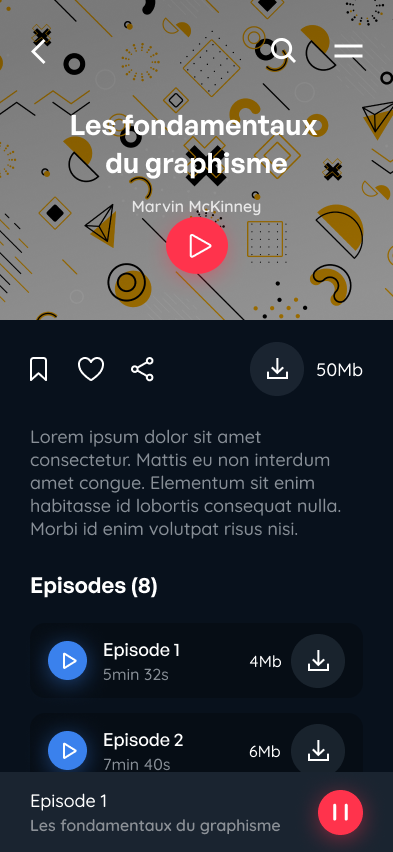 Les fondamentaux
du graphisme
Marvin McKinney
50Mb
Lorem ipsum dolor sit amet
consectetur. Mattis eu non interdum
amet congue. Elementum sit enim
habitasse id lobortis consequat nulla.
Morbi id enim volutpat risus nisi.
Episodes (8)
Episode 1
4Mb
5min 32s
Episode 2
6Mb
7min 40s
Episode 1
Les fondamentaux du graphisme